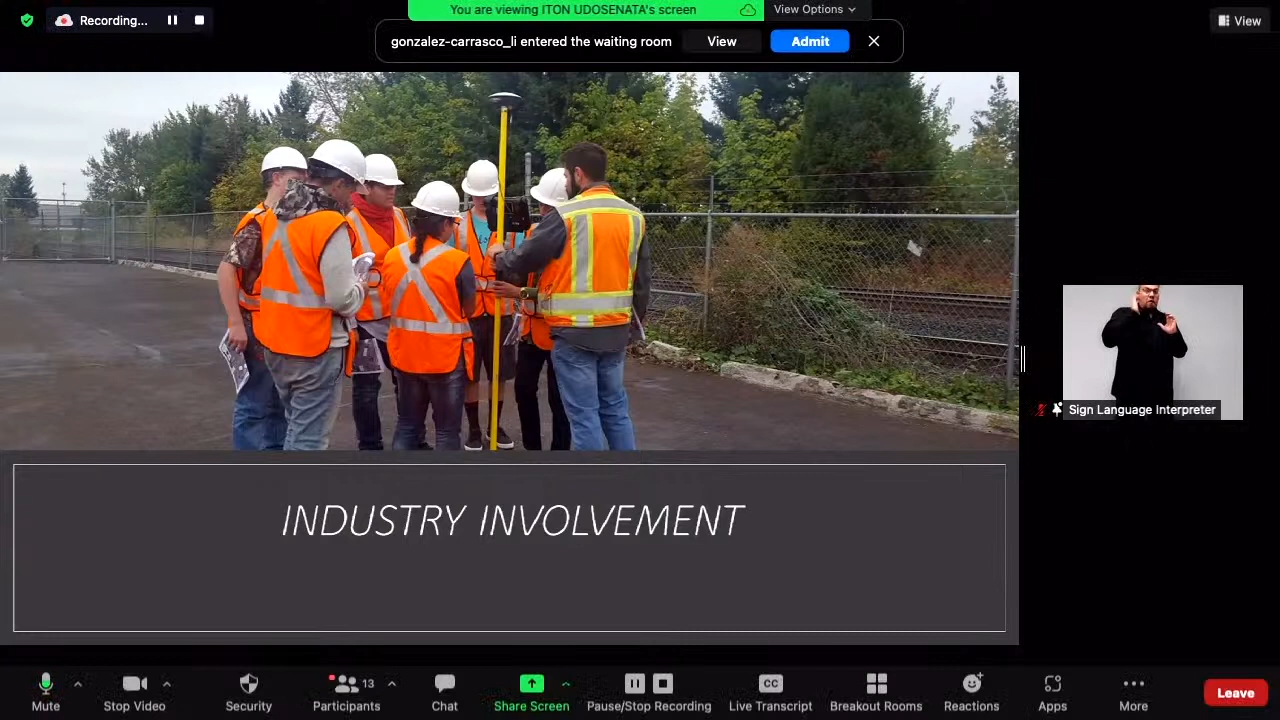 Recording...
You are viewing ITON UDOSENATA's screen
View Options
View
gonzalez-carrasco_li entered the waiting room
View
Admit
INDUSTRY INVOLVEMENT
Sign Language Interpreter
Mute
Stop Video
Security
Participants
13
Chat
Share Screen
Pause/Stop Recording
CC
Live Transcript
Breakout Rooms
Reactions
Apps
More
Leave